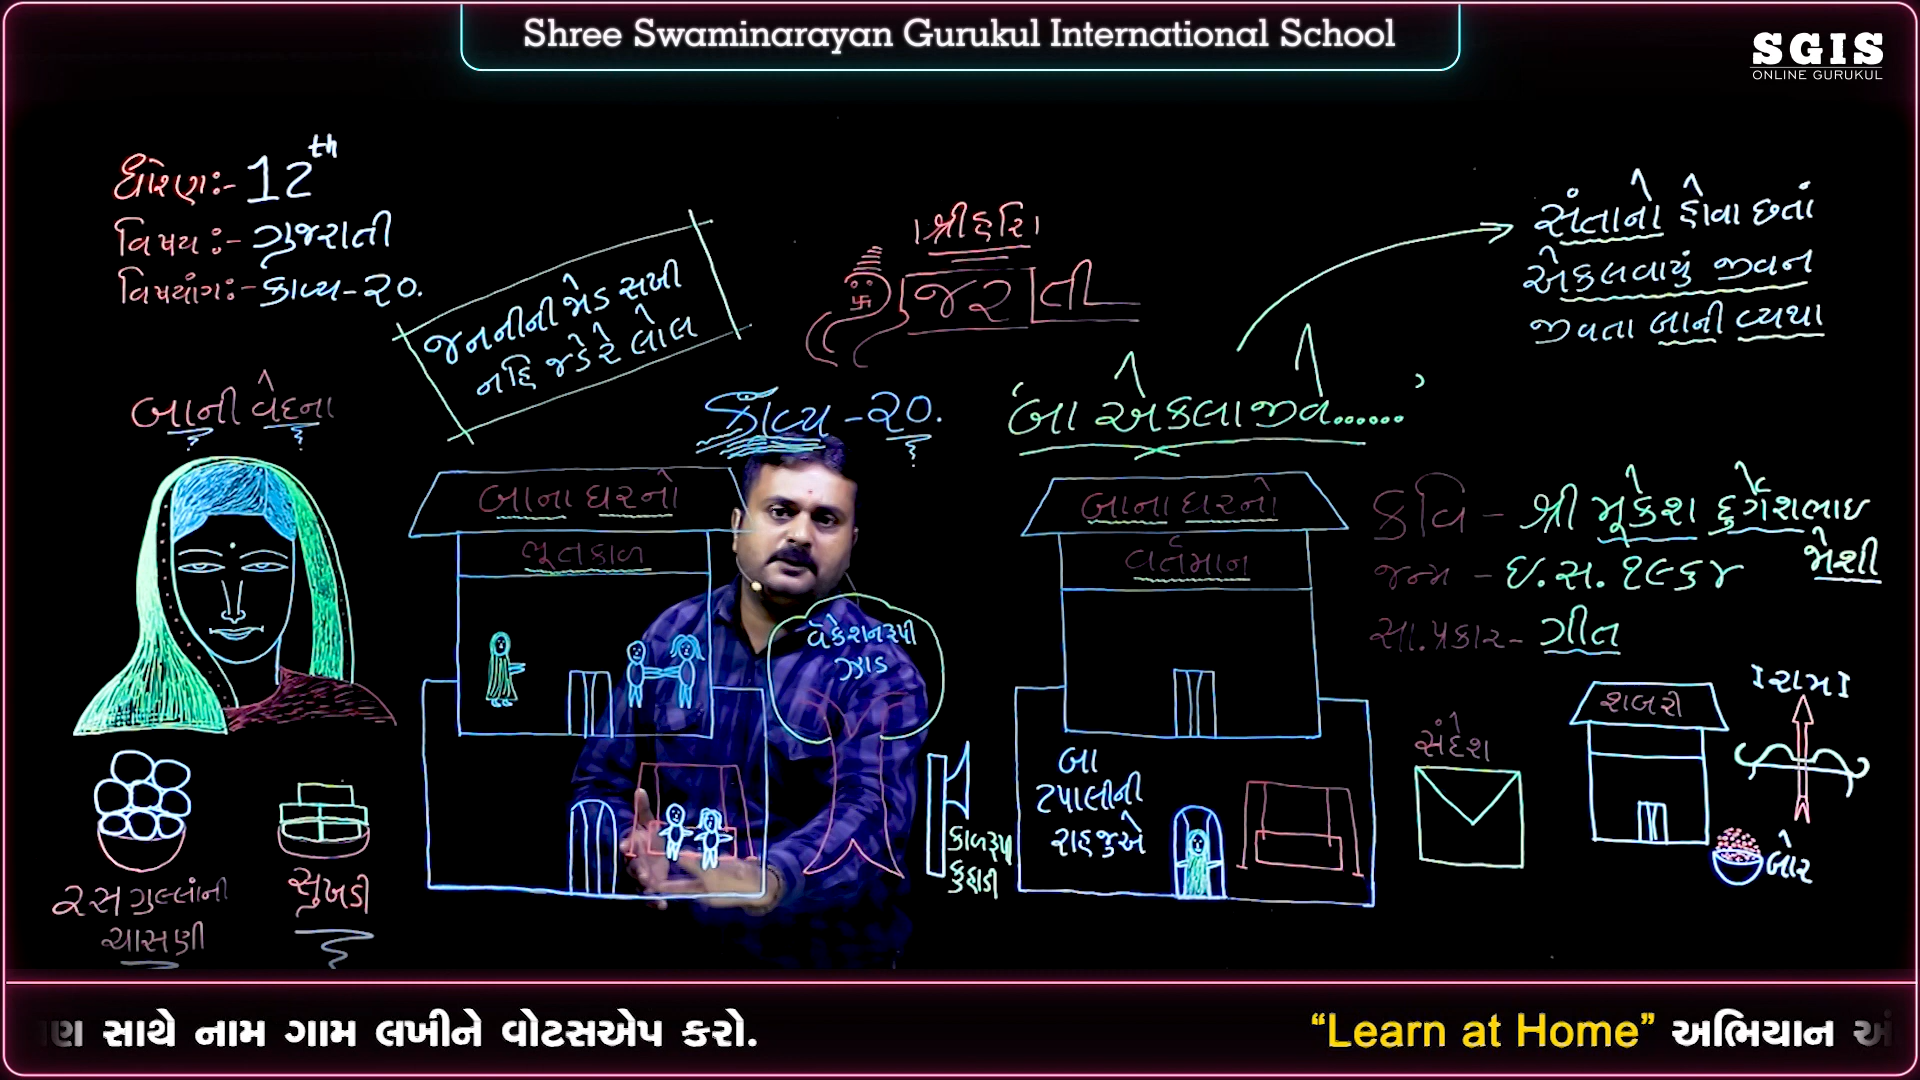 Shree Swaminarayan Gurukul International School
SGIS
ONLINE GURUKUL
ધોરણઃ- 12th
વિષયઃ- ગુજરાતી
વિષયાંગઃ- કાવ્ય-૨૦.
જનનીની જોડ સખી
નહિ જડે રે લોલ
।શ્રીહરિ।
જરતી
સંતાનો હોવા છતાં
એકલવાયું જીવન
જીવતા બાની વ્યથા
કાવ્ય-૨૦.
'બા એકલા જીવે......'
બાની વેદના
બાના ઘરનો
ભૂતકાળ
વેકેશનરૂપી
ઝાડ
કાળરૂપી
કુહાડી
બાના ઘરનો
વર્તમાન
બા
ટપાલીની
રાહ જુએ
કવિ - શ્રી મૂકેશ દુર્ગેશભાઇ
જોશી
જન્મ - ઇ.સ. ૧૯૬૪
સા.પ્રકાર- ગીત
સંદેશ
શબરી
।રામ।
બોર
રસગુલ્લાંની
ચાસણી
સુખડી
સાથે નામ ગામ લખીને વોટસએપ કરો.
“Learn at Home” અભિયાન